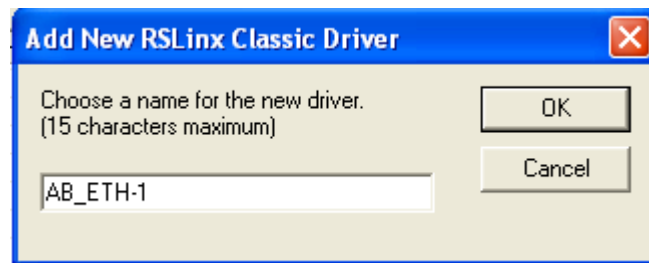 Add New RSLinx Classic Driver
Choose a name for the new driver.
(15 characters maximum)
OK
Cancel
AB_ETH-1